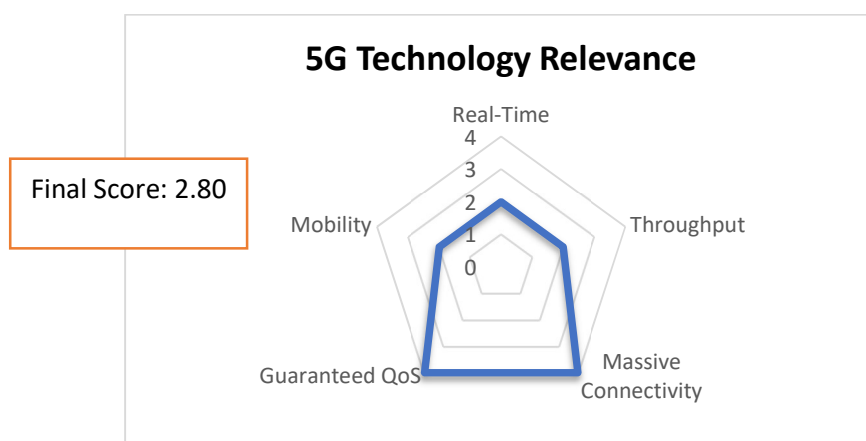 5G Technology Relevance
Real-Time
4
3
2
1
0
Final Score: 2.80
Mobility
Throughput
Guaranteed QoS
Massive
Connectivity